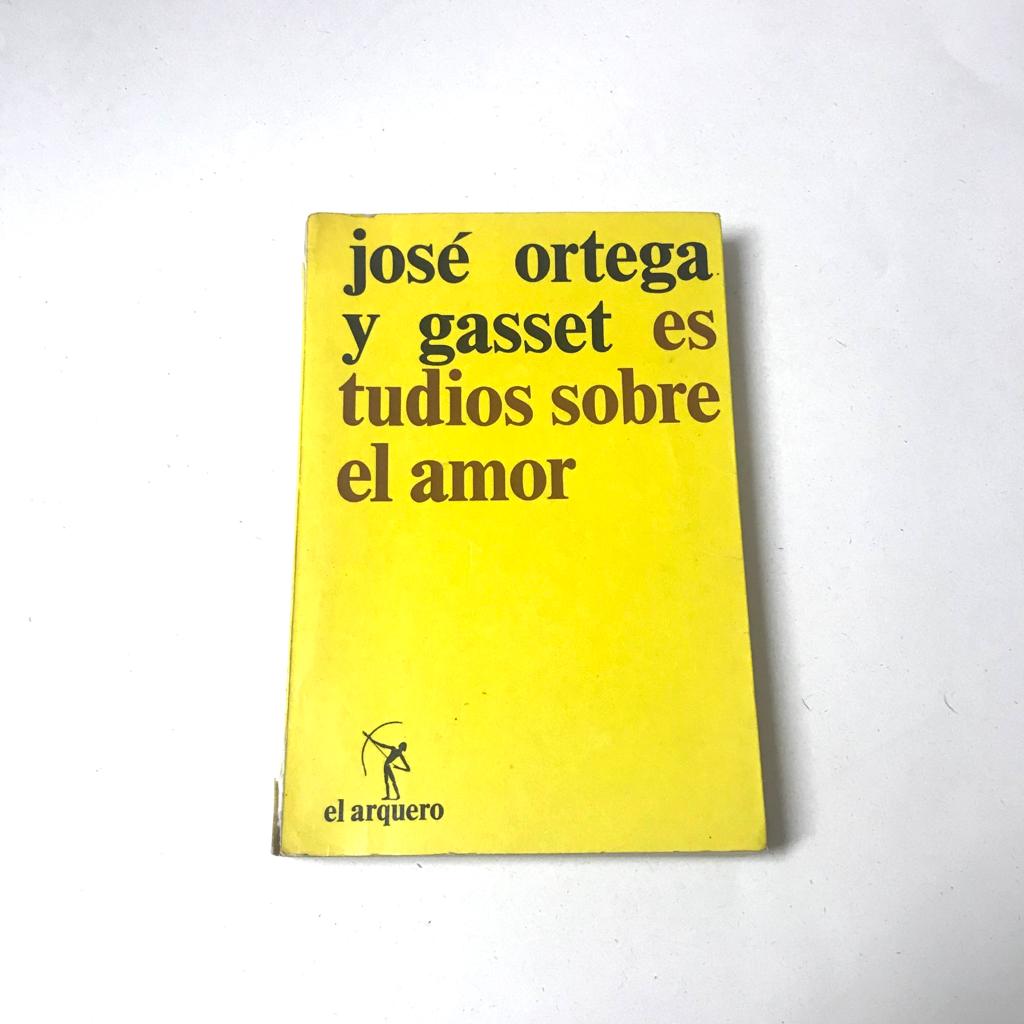 josé ortega
y gasset es
tudios sobre
el amor
el arquero